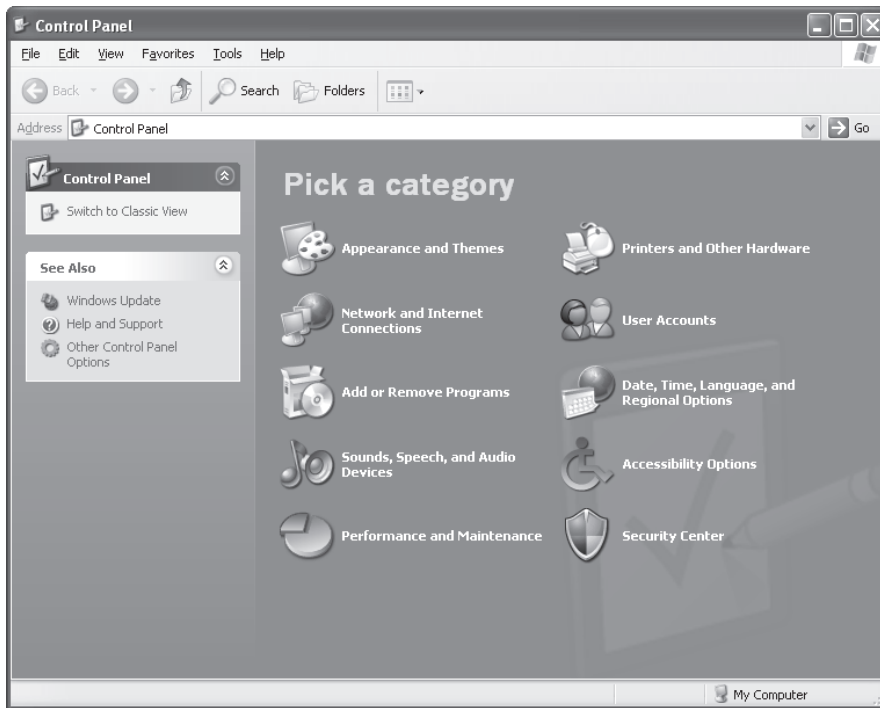 Control Panel
File Edit View Favorites Tools Help
Back Search Folders
Address Control Panel Go
Control Panel
Switch to Classic View
See Also
Windows Update
Help and Support
Other Control Panel
Options
Pick a category
Appearance and Themes
Printers and Other Hardware
Network and Internet
Connections
User Accounts
Add or Remove Programs
Date, Time, Language, and
Regional Options
Sounds, Speech, and Audio
Devices
Accessibility Options
Performance and Maintenance
Security Center
My Computer